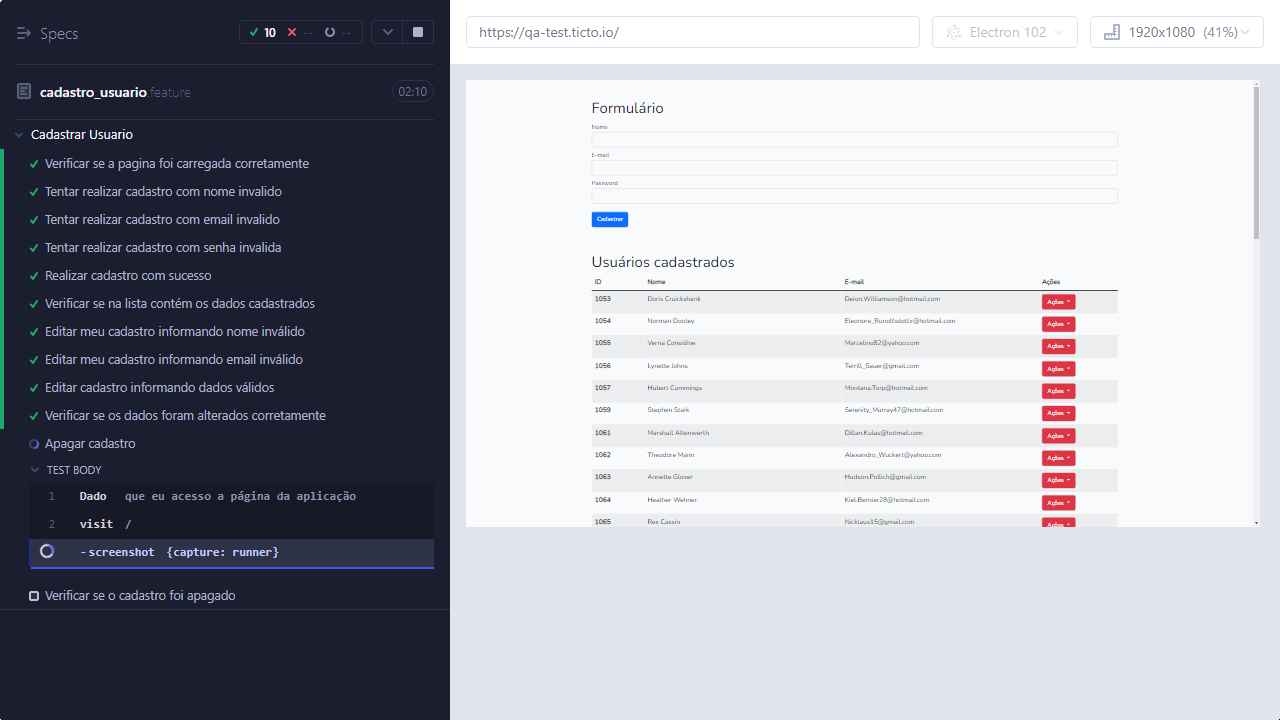 Specs
10 -- --
cadastro_usuario.feature 02:10
Cadastrar Usuario
Verificar se a pagina foi carregada corretamente
Tentar realizar cadastro com nome invalido
Tentar realizar cadastro com email invalido
Tentar realizar cadastro com senha invalida
Realizar cadastro com sucesso
Verificar se na lista contém os dados cadastrados
Editar meu cadastro informando nome inválido
Editar meu cadastro informando email inválido
Editar cadastro informando dados válidos
Verificar se os dados foram alterados corretamente
Apagar cadastro
TEST BODY
1 Dado que eu acesso a página da aplicação
2 visit /
-screenshot {capture: runner}
Verificar se o cadastro foi apagado
https://qa-test.ticto.io/ Electron 102 1920x1080 (41%)
Formulário
Nome
E-mail
Password
Cadastrar
Usuários cadastrados
ID Nome E-mail Ações
1053 Doris Cruickshank Deion.Williamson@hotmail.com Ações
1054 Norman Dooley Eleonore_Runolfsdottir@hotmail.com Ações
1055 Verna Considine Marcelino82@yahoo.com Ações
1056 Lynette Johns Terrill_Sauer@gmail.com Ações
1057 Hubert Cummings Montana.Torp@hotmail.com Ações
1059 Stephen Stark Serenity_Murray47@hotmail.com Ações
1061 Marshall Altenwerth Dillan.Kulas@hotmail.com Ações
1062 Theodore Mann Alexandro_Wuckert@yahoo.com Ações
1063 Annette Glover Hudson.Pollich@gmail.com Ações
1064 Heather Wehner Kiel.Bernier28@hotmail.com Ações
1065 Rex Cassin Nicklaus15@gmail.com Ações